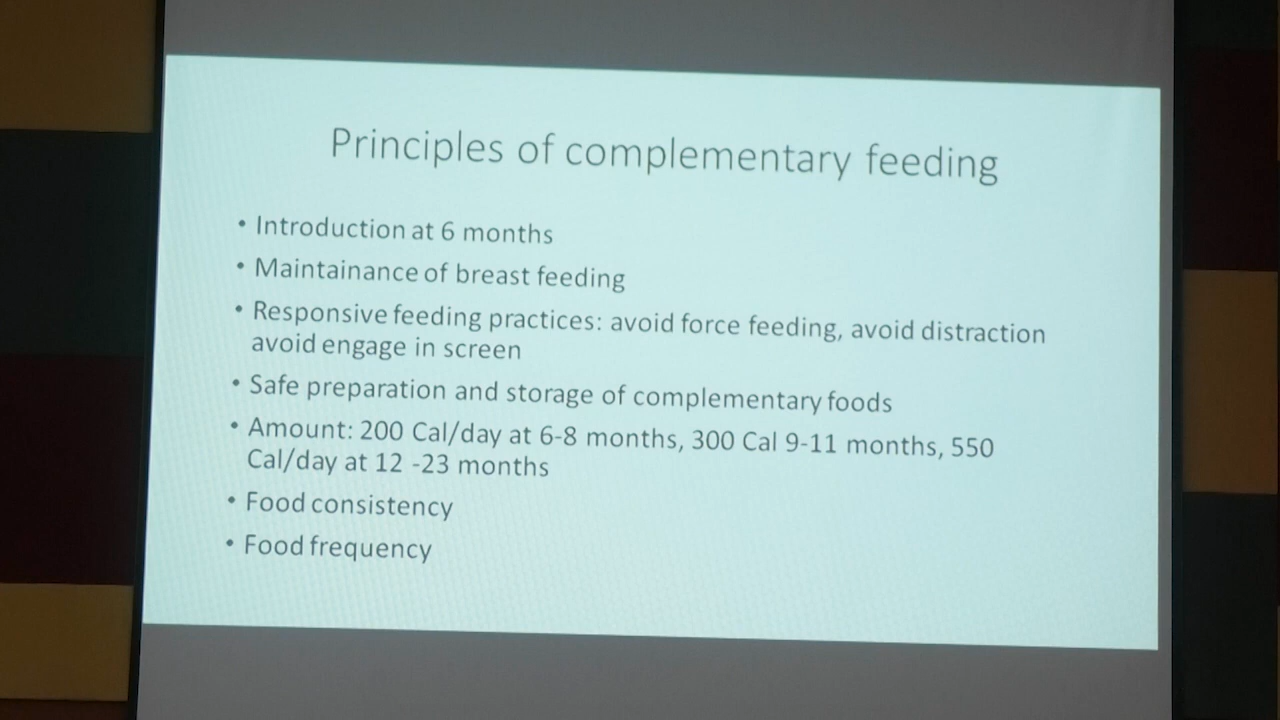 Principles of complementary feeding
• Introduction at 6 months
• Maintainance of breast feeding
• Responsive feeding practices: avoid force feeding, avoid distraction
avoid engage in screen
• Safe preparation and storage of complementary foods
• Amount: 200 Cal/day at 6-8 months, 300 Cal 9-11 months, 550
Cal/day at 12 -23 months
• Food consistency
• Food frequency